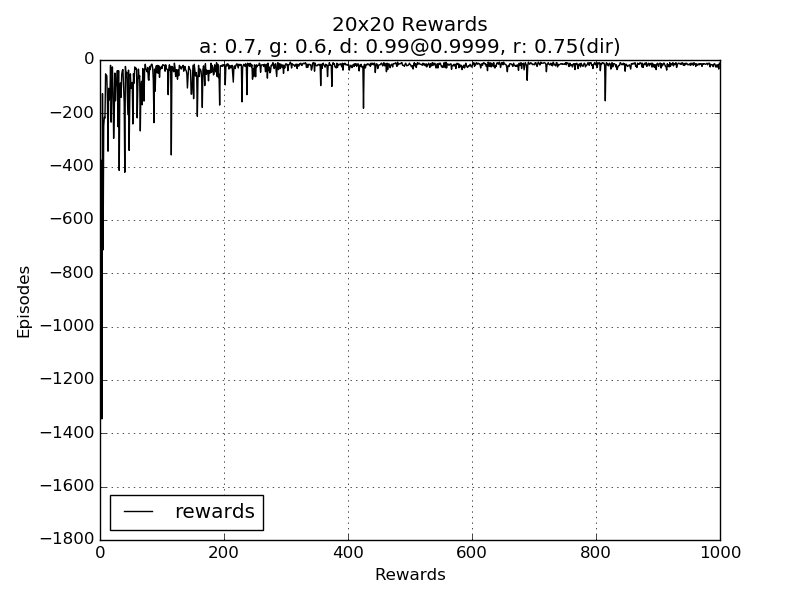 20x20 Rewards
a: 0.7, g: 0.6, d: 0.99@0.9999, r: 0.75(dir)
0
−200
−400
−600
−800
−1000
−1200
−1400
−1600
−1800
Episodes
rewards
0 200 400 600 800 1000
Rewards